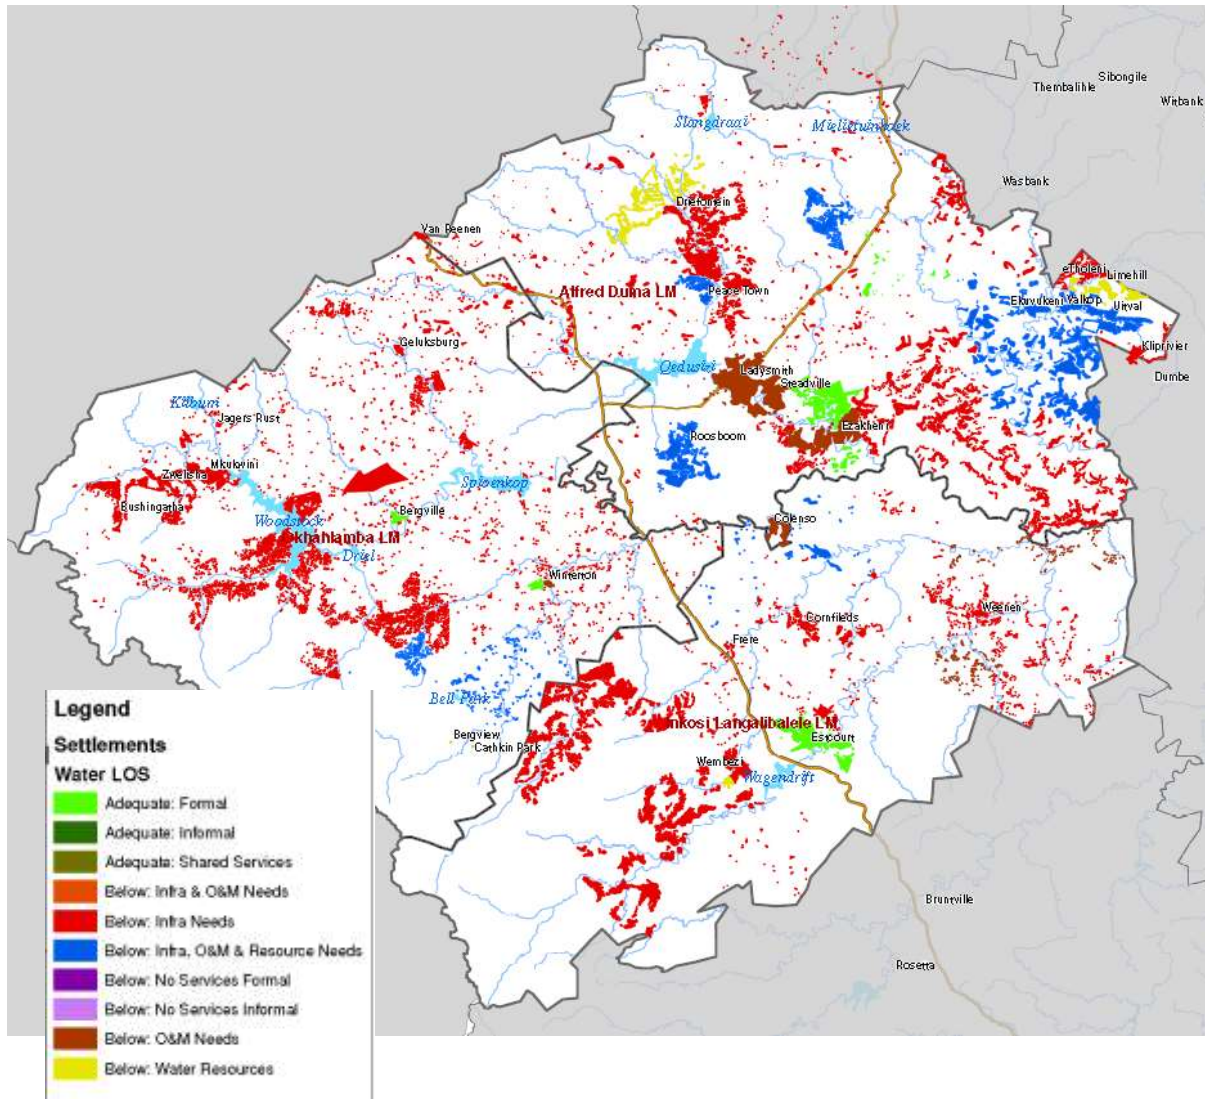 Sibongile
Thembalihle
Witbank
Slangdraai
Wasbank
Driefontein
Van Reenen
eTholeni
Limehill
Alfred Duma LM
Peace Town
Ekuvukeni
Valkop
Uitval
Geluksburg
Kliprivier
Qedusizi
Ladysmith
Dumbe
Steadville
Kilburn
Jagers Rust
Ezakheni
Roosboom
Mkukwini
Zwelisha
Spioenkop
Bushingatha
Bergville
Woodstock
Colenso
Okhahlamba LM
Driel
Winterton
Weenen
Cornfileds
Frere
Bell Park
Inkosi Langalibalele LM
Bergview
Estcourt
Cathkin Park
Wembezi
Wagendrift
Bruntville
Rosetta
Legend
Settlements
Water LOS
Adequate: Formal
Adequate: Informal
Adequate: Shared Services
Below: Infra & O&M Needs
Below: Infra Needs
Below: Infra, O&M & Resource Needs
Below: No Services Formal
Below: No Services Informal
Below: O&M Needs
Below: Water Resources